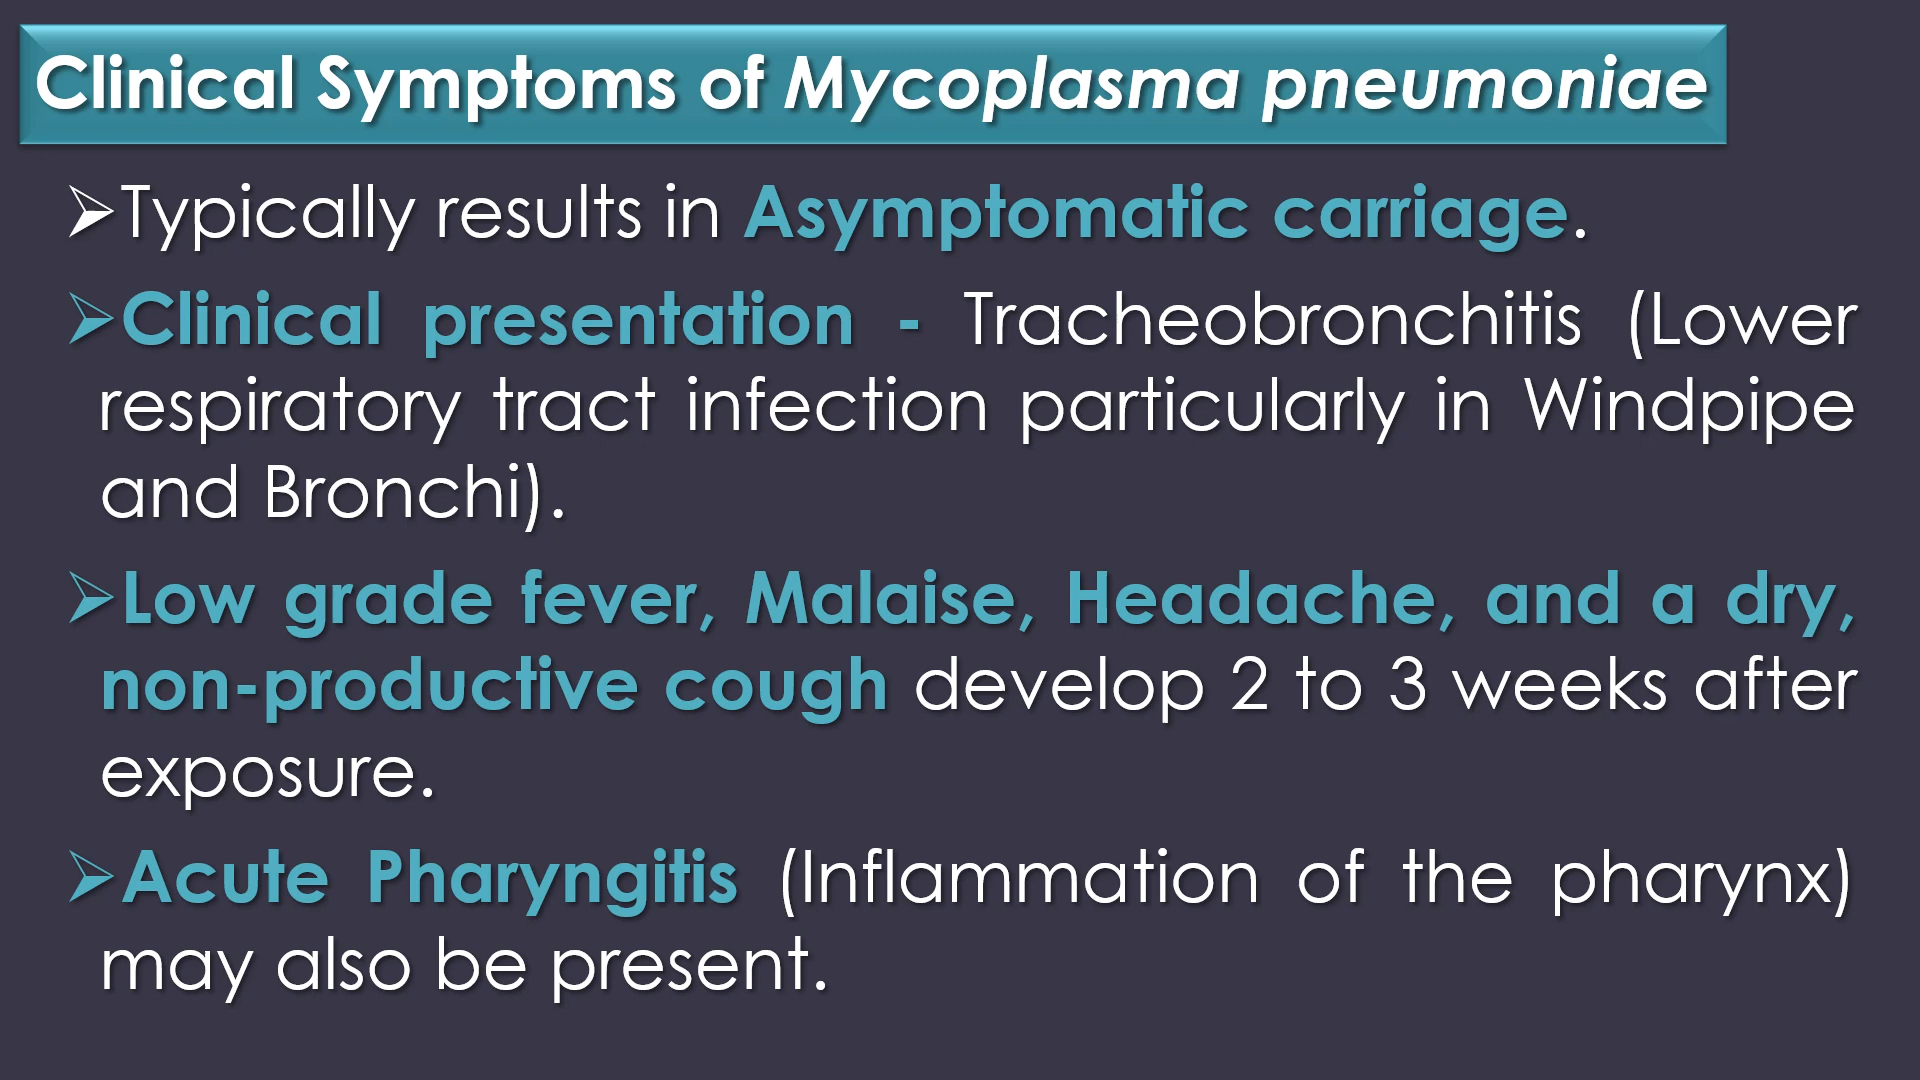 Clinical Symptoms of Mycoplasma pneumoniae
➢Typically results in Asymptomatic carriage.
➢Clinical presentation - Tracheobronchitis (Lower
respiratory tract infection particularly in Windpipe
and Bronchi).
➢Low grade fever, Malaise, Headache, and a dry,
non-productive cough develop 2 to 3 weeks after
exposure.
➢Acute Pharyngitis (Inflammation of the pharynx)
may also be present.